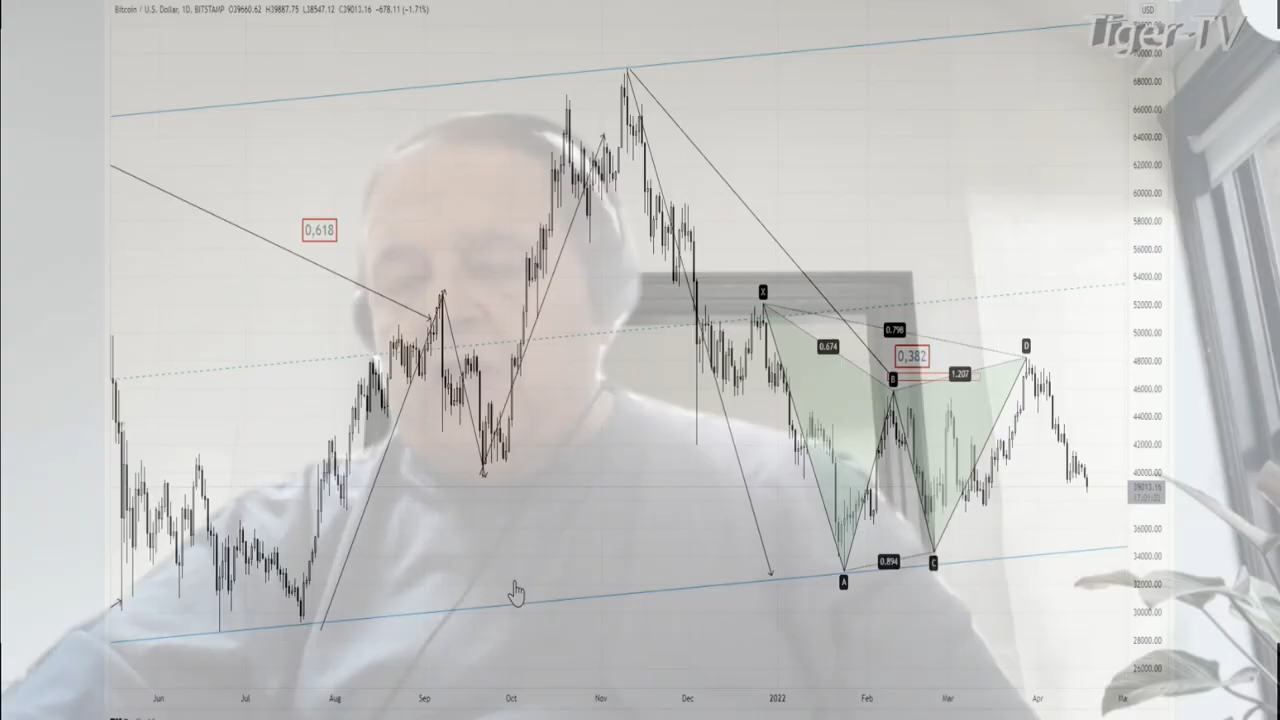 Bitcoin / U.S. Dollar, 1D, BITSTAMP O39660.62 H39887.75 L38547.12 C39013.16 −678.11 (−1.71%)
USD
Tiger-TV
70000.00
68000.00
66000.00
64000.00
62000.00
60000.00
58000.00
56000.00
54000.00
52000.00
50000.00
48000.00
46000.00
44000.00
42000.00
40000.00
39013.16
36000.00
34000.00
32000.00
30000.00
28000.00
26000.00
0,618
X
0.798
0.674
D
0,382
B
1.207
0.894
C
A
Jun
Jul
Aug
Sep
Oct
Nov
Dec
2022
Feb
Mar
Apr